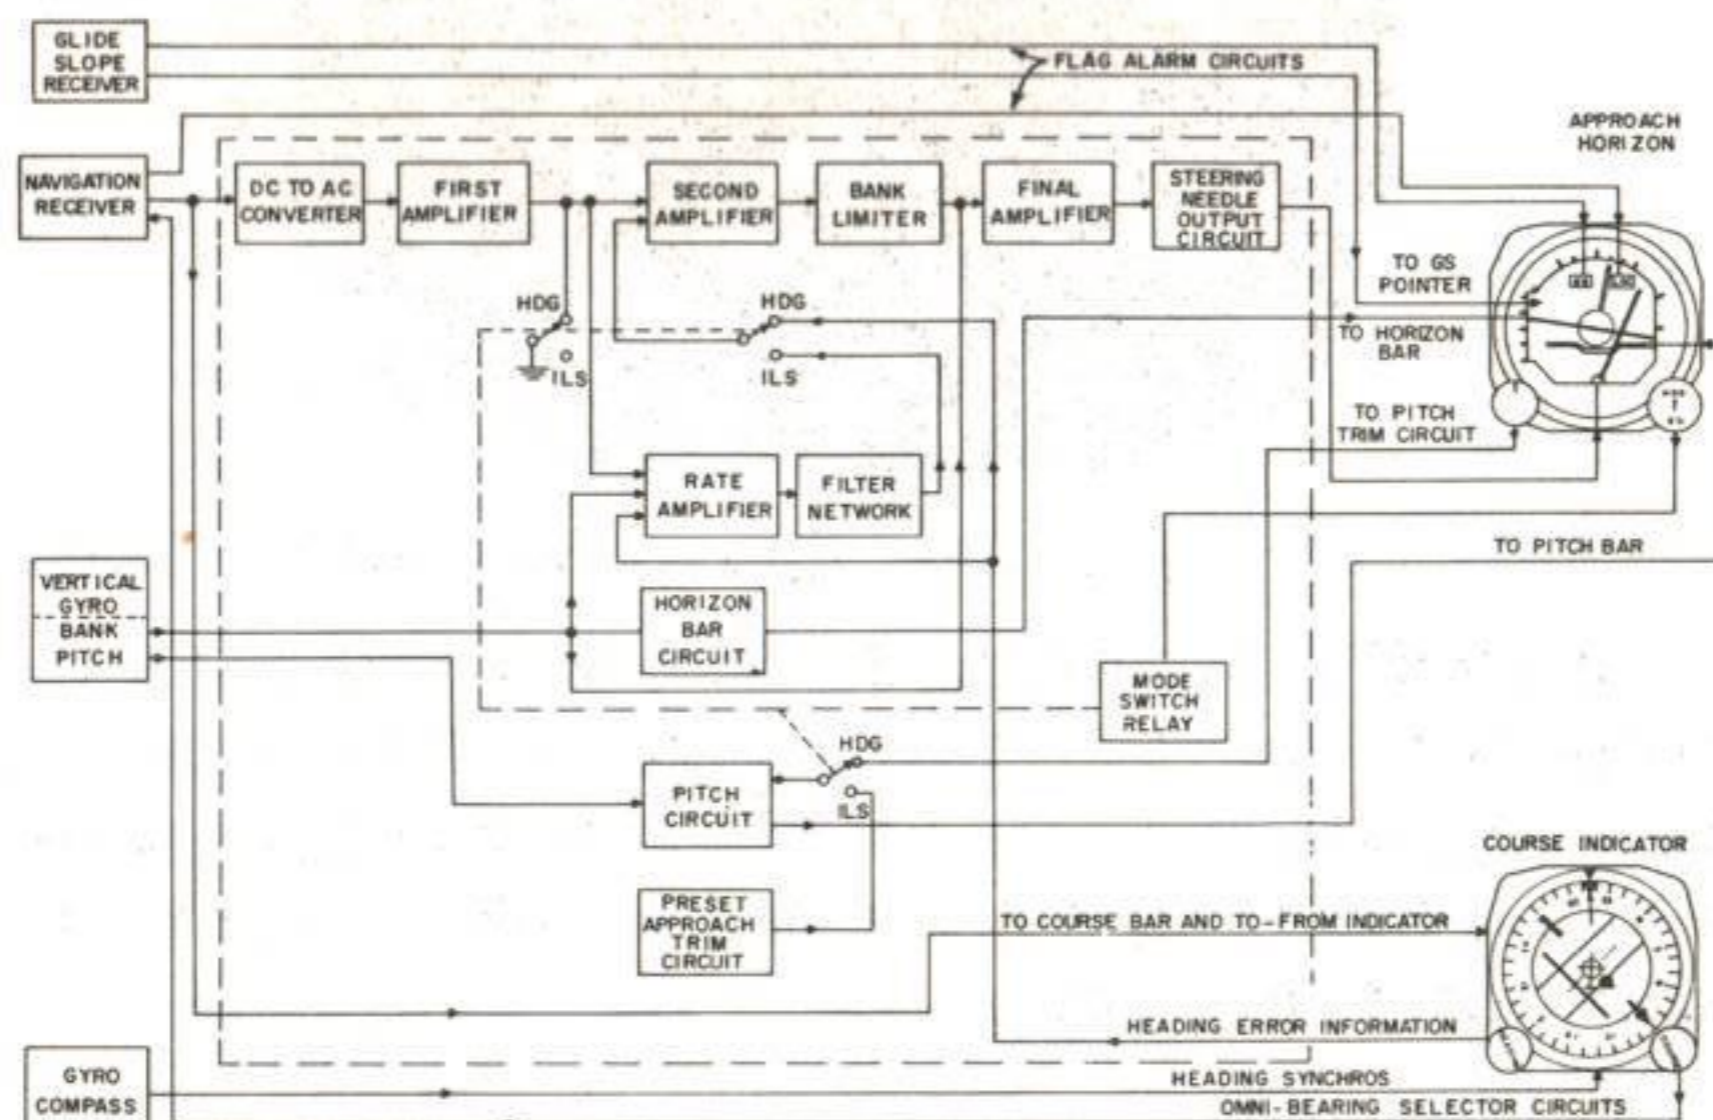 GLIDE
SLOPE
RECEIVER
FLAG ALARM CIRCUITS
APPROACH
HORIZON
NAVIGATION
RECEIVER
DC TO AC
CONVERTER
FIRST
AMPLIFIER
SECOND
AMPLIFIER
BANK
LIMITER
FINAL
AMPLIFIER
STEERING
NEEDLE
OUTPUT
CIRCUIT
TO GS
POINTER
HDG
HDG
TO HORIZON
BAR
ILS
ILS
TO PITCH
TRIM CIRCUIT
RATE
AMPLIFIER
FILTER
NETWORK
TO PITCH BAR
VERTICAL
GYRO
BANK
PITCH
HORIZON
BAR
CIRCUIT
MODE
SWITCH
RELAY
HDG
PITCH
CIRCUIT
ILS
COURSE INDICATOR
PRESET
APPROACH
TRIM
CIRCUIT
TO COURSE BAR AND TO-FROM INDICATOR
HEADING ERROR INFORMATION
GYRO
COMPASS
HEADING SYNCHROS
OMNI-BEARING SELECTOR CIRCUITS